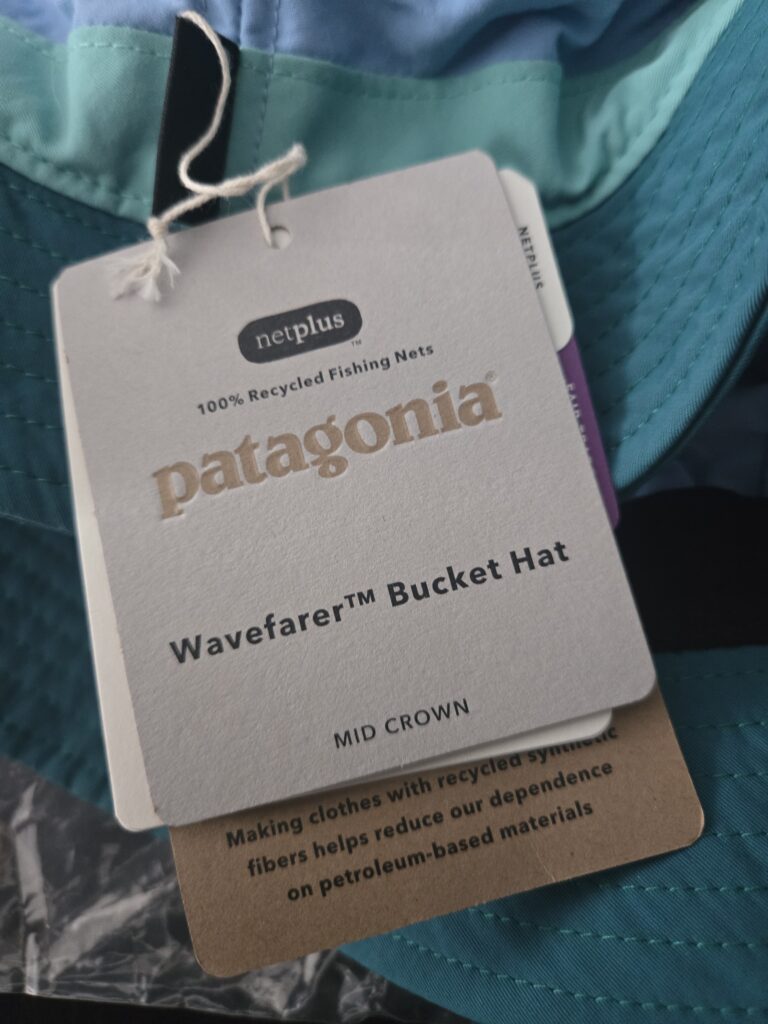 netplus™
100% Recycled Fishing Nets
patagonia®
Wavefarer™ Bucket Hat
MID CROWN
NETPLUS
Making clothes with recycled synthetic
fibers helps reduce our dependence
on petroleum-based materials